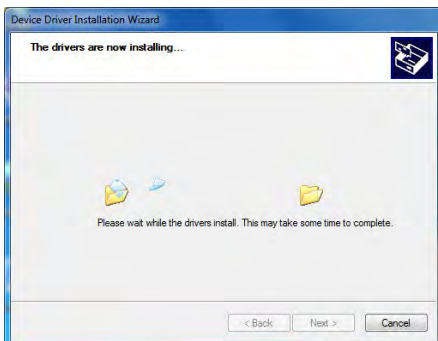 Device Driver Installation Wizard
The drivers are now installing...
Please wait while the drivers install. This may take some time to complete.
< Back
Next >
Cancel